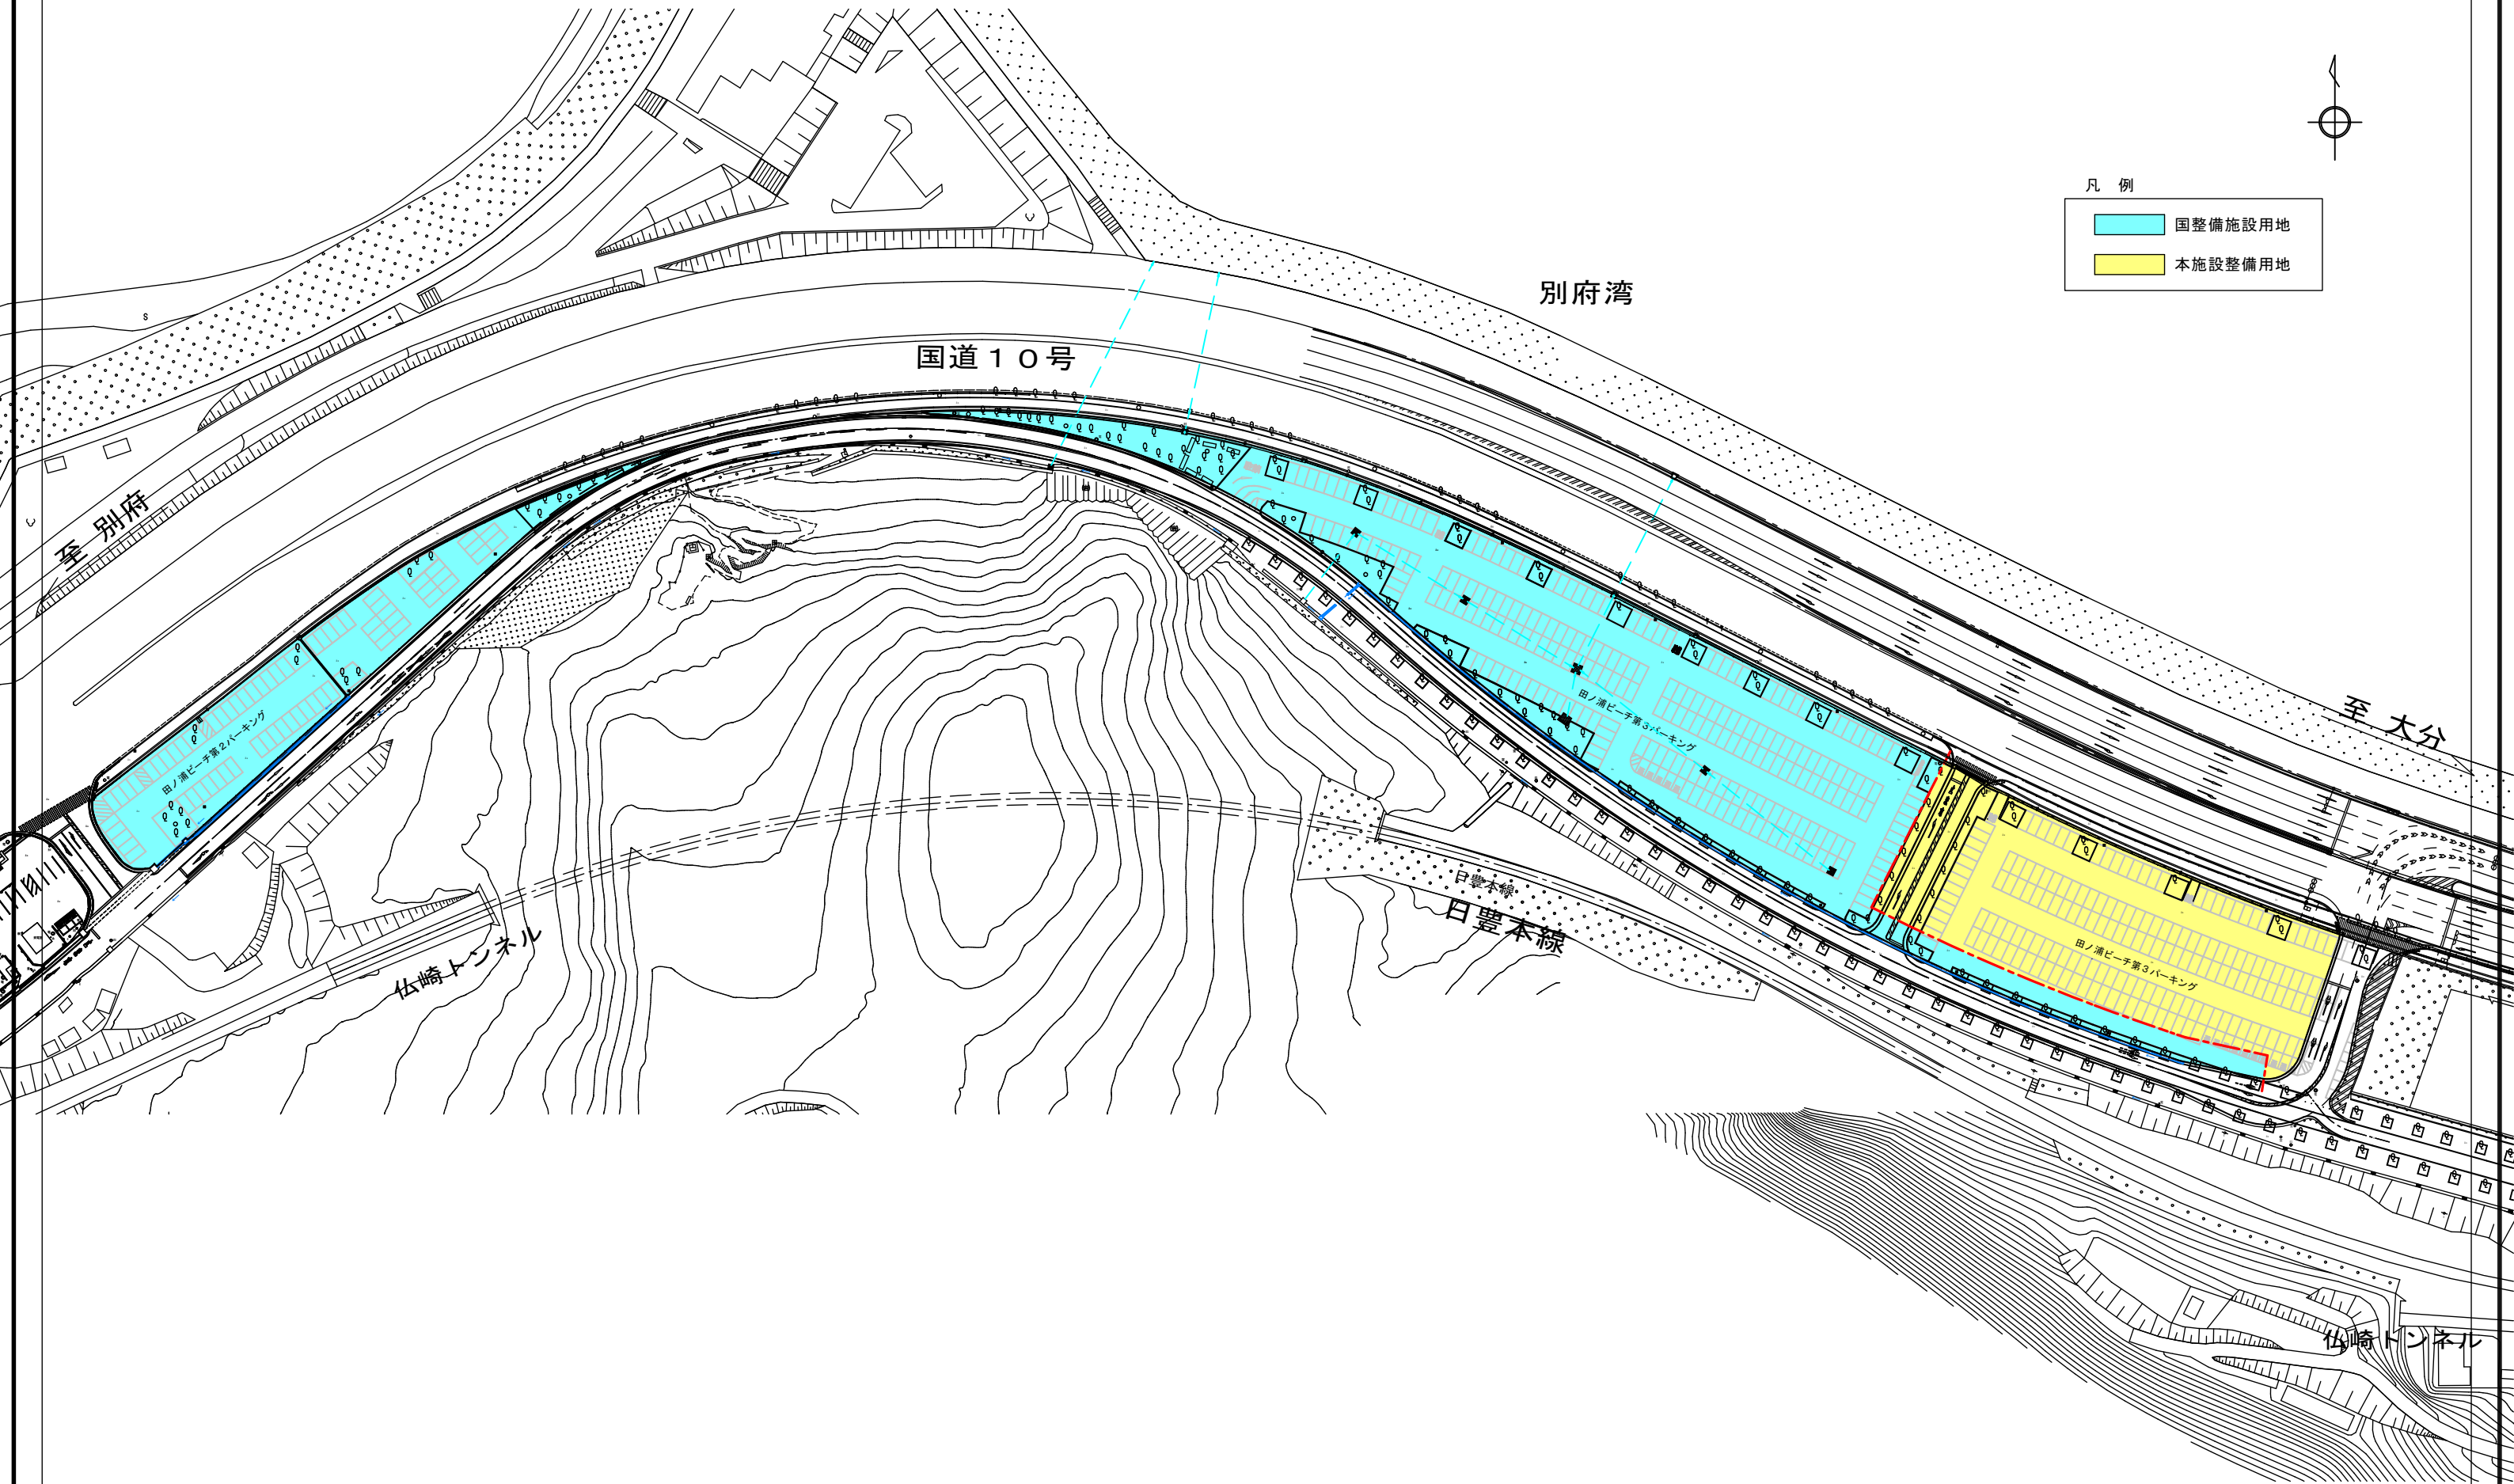 凡　例
国整備施設用地
本施設整備用地
別府湾
国道１０号
至 別府
至 大分
田ノ浦ビーチ第２パーキング
田ノ浦ビーチ第３パーキング
田ノ浦ビーチ第３パーキング
日豊本線
日豊本線
仏崎トンネル
仏崎トンネル